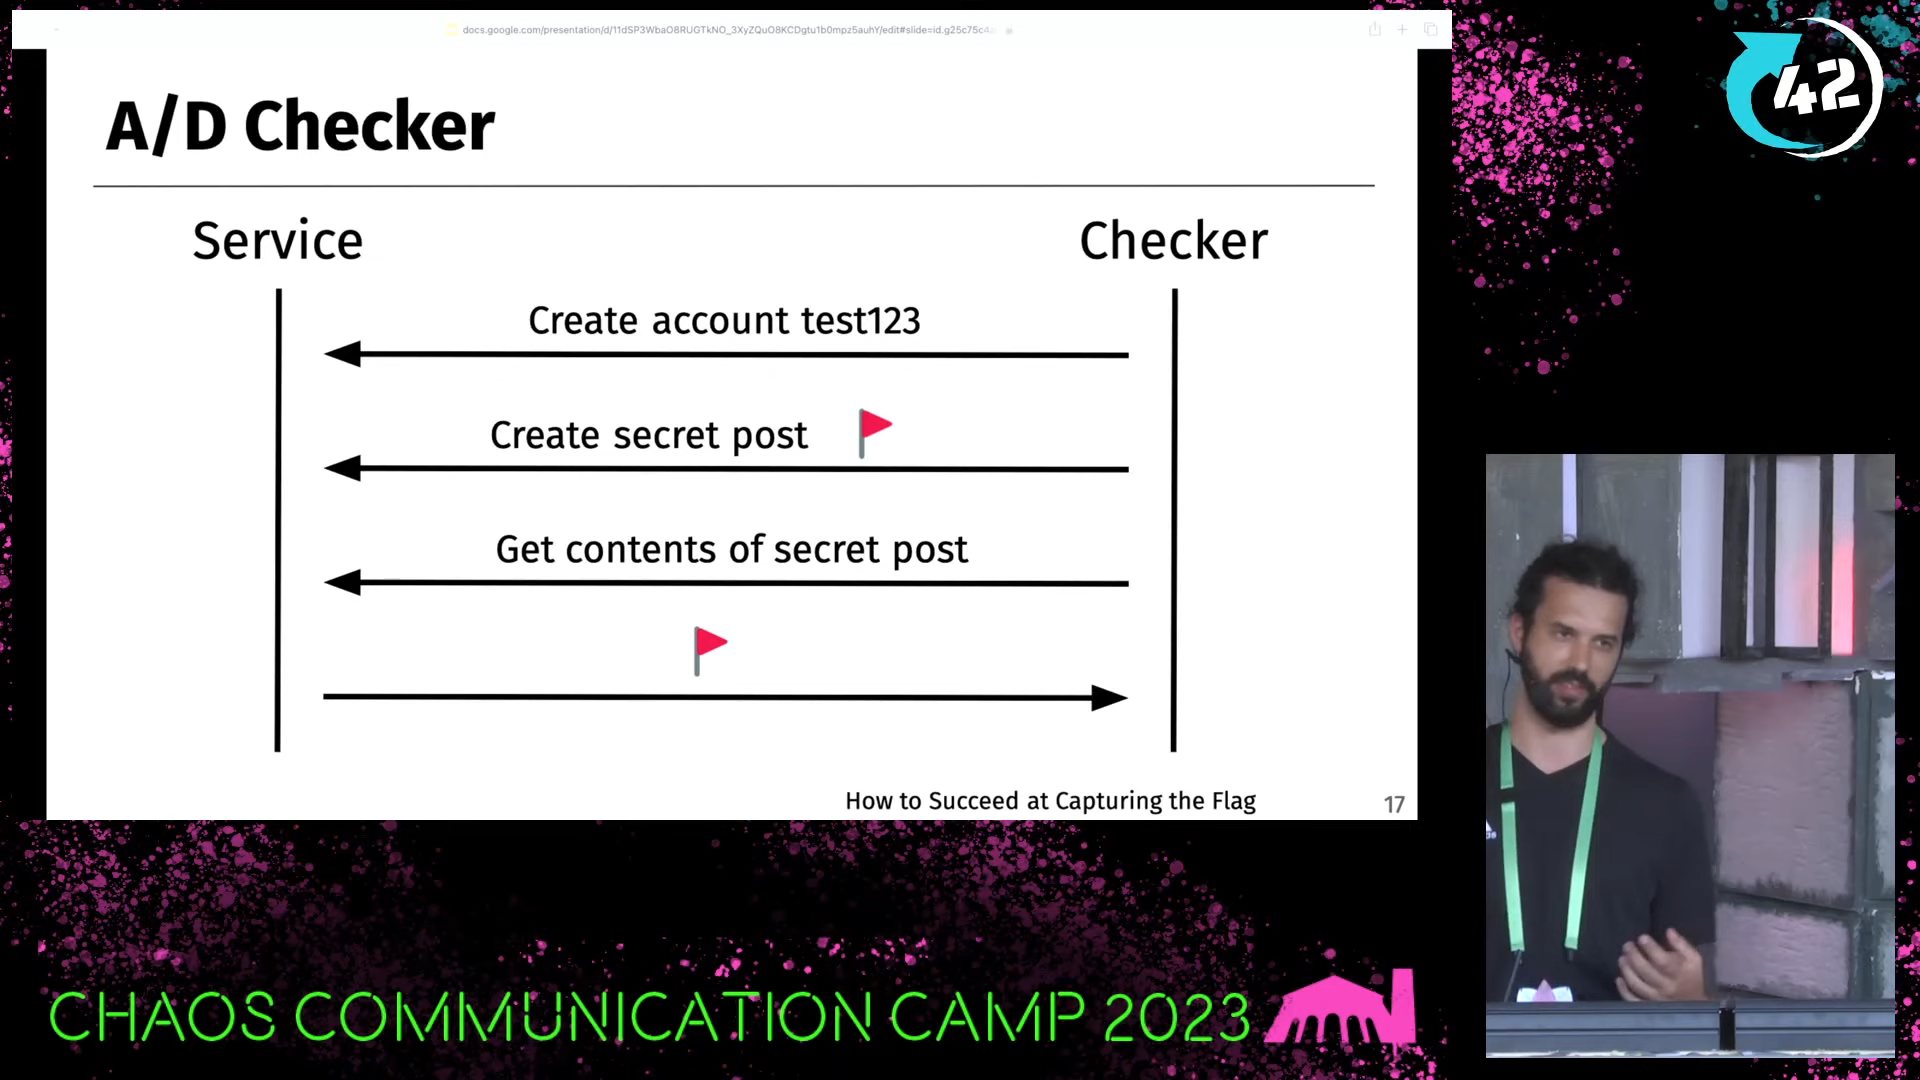 A/D Checker
Service
Checker
Create account test123
Create secret post
Get contents of secret post
How to Succeed at Capturing the Flag
17
42
CHAOS COMMUNICATION CAMP 2023